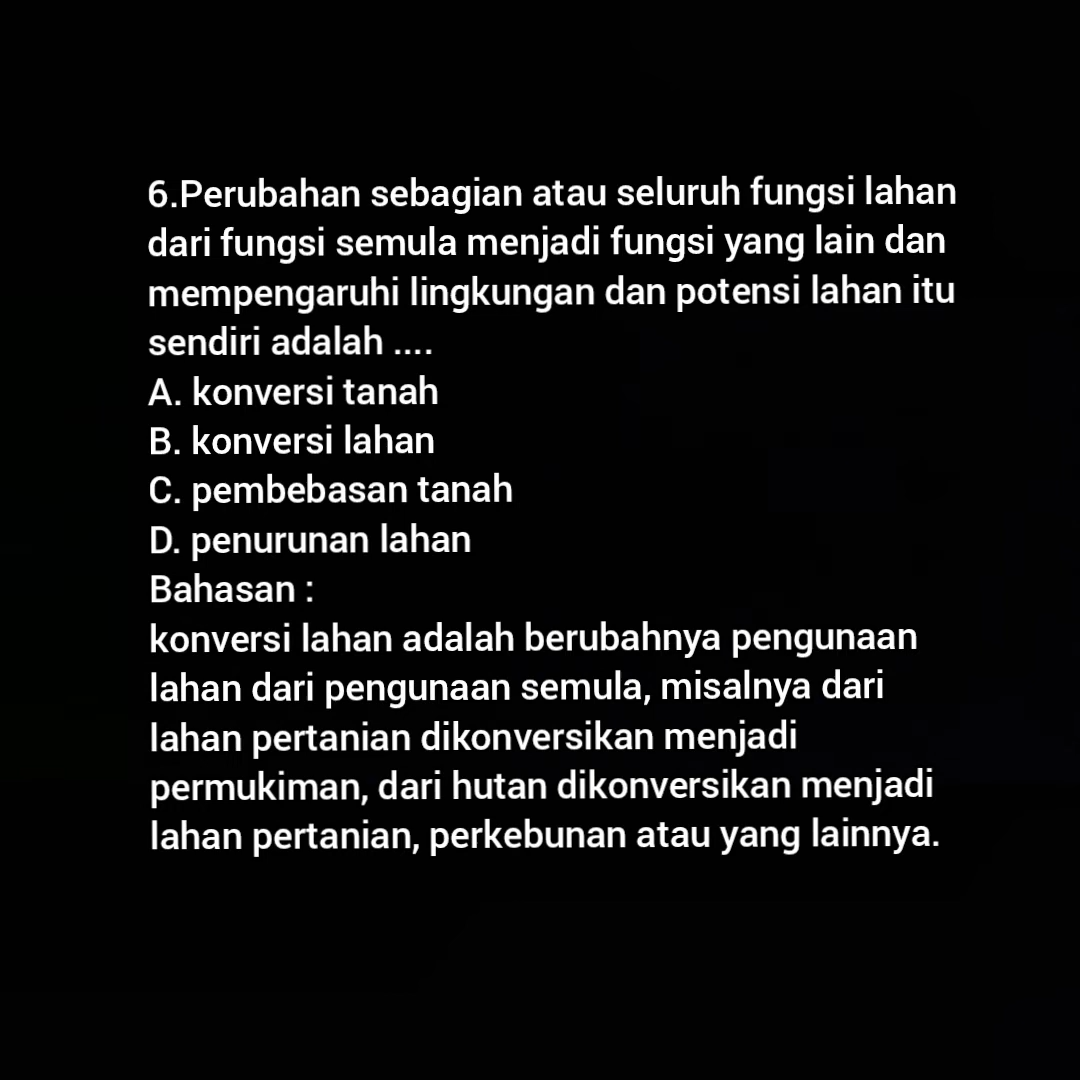 6.Perubahan sebagian atau seluruh fungsi lahan
dari fungsi semula menjadi fungsi yang lain dan
mempengaruhi lingkungan dan potensi lahan itu
sendiri adalah ....
A. konversi tanah
B. konversi lahan
C. pembebasan tanah
D. penurunan lahan
Bahasan :
konversi lahan adalah berubahnya pengunaan
lahan dari pengunaan semula, misalnya dari
lahan pertanian dikonversikan menjadi
permukiman, dari hutan dikonversikan menjadi
lahan pertanian, perkebunan atau yang lainnya.